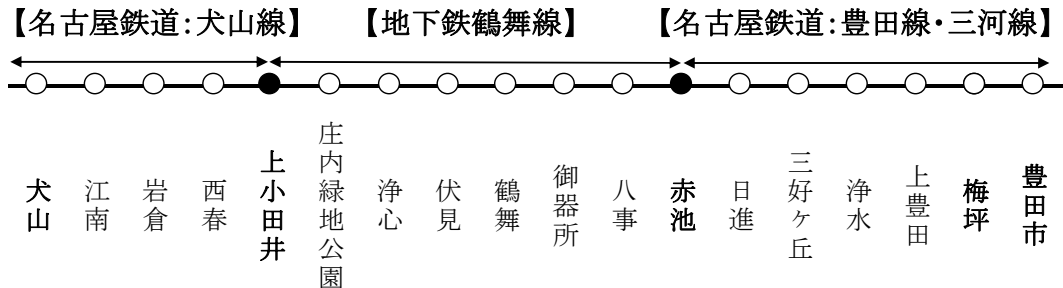 【名古屋鉄道:犬山線】
【地下鉄鶴舞線】
【名古屋鉄道:豊田線・三河線】
犬山
江南
岩倉
西春
上小田井
庄内緑地公園
浄心
伏見
鶴舞
御器所
八事
赤池
日進
三好ヶ丘
浄水
上豊田
梅坪
豊田市